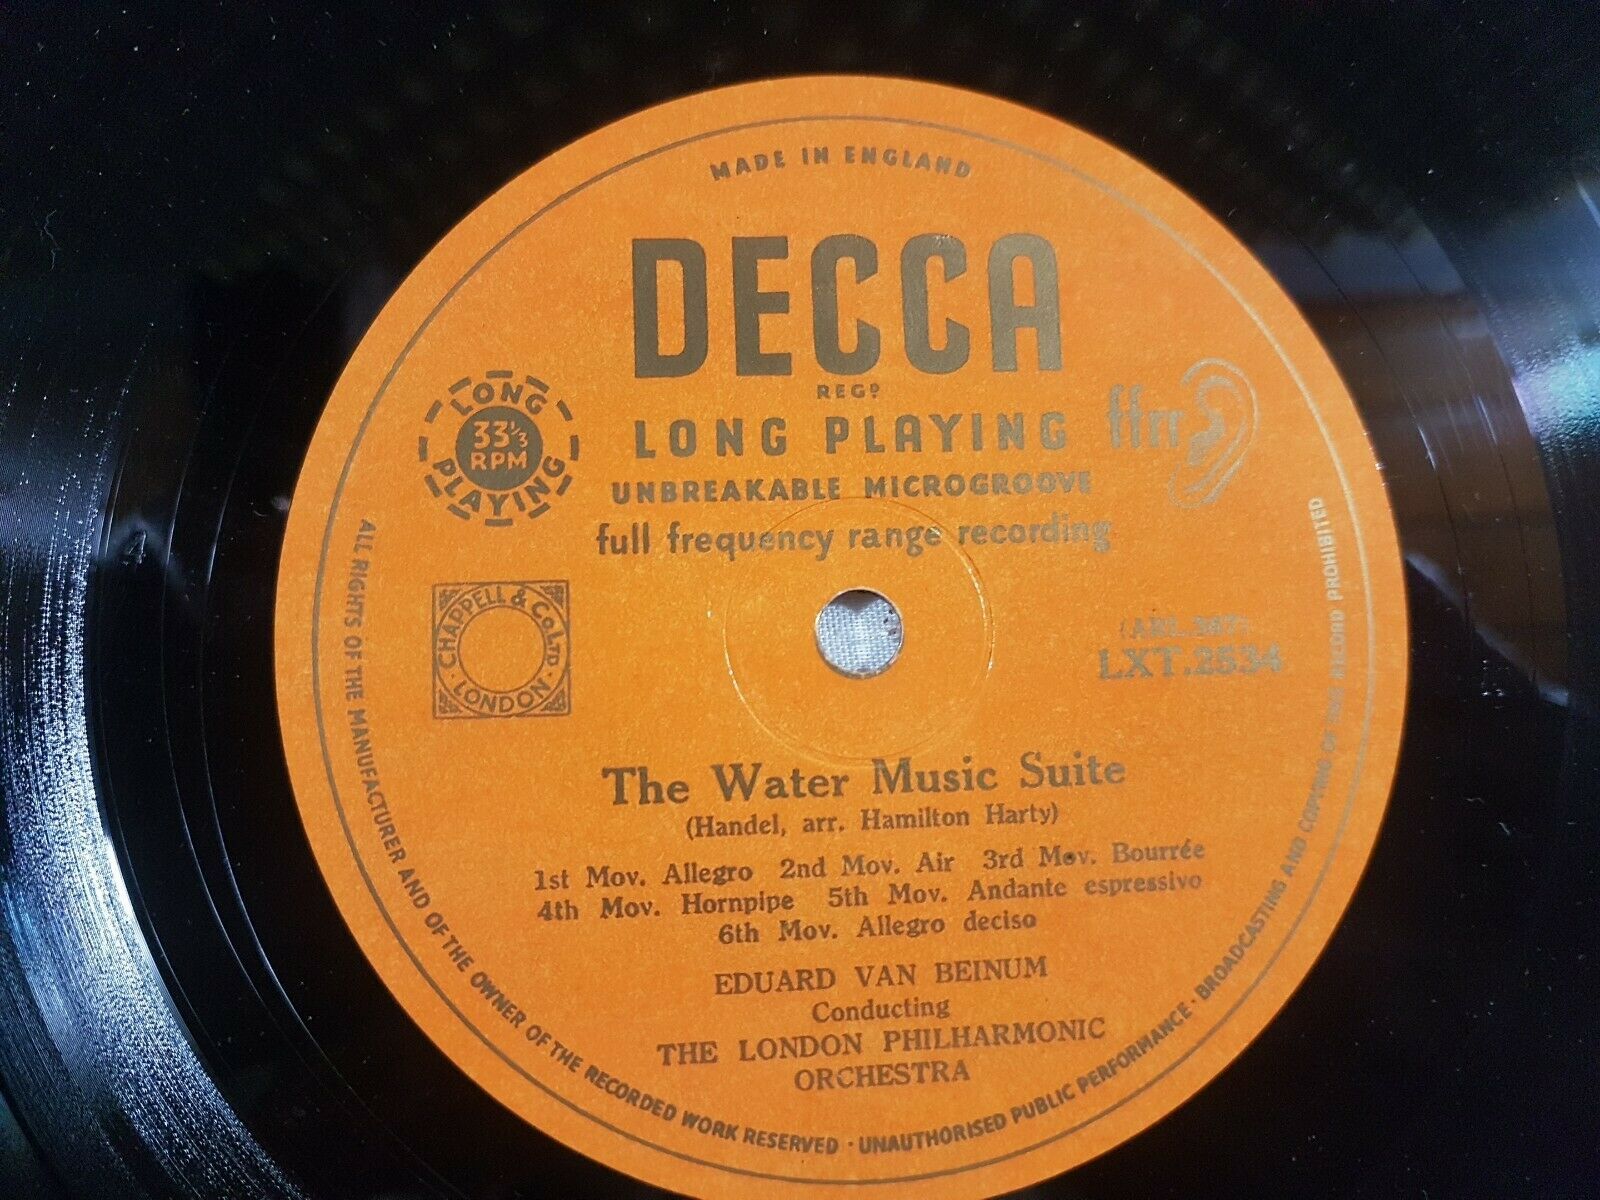 MADE IN ENGLAND
DECCA
REGD
LONG PLAYING
UNBREAKABLE MICROGROOVE
full frequency range recording
LONG PLAYING
33 1/3
RPM
ffrr
CHAPPELL & Co LTD
LONDON
(ARL.367)
LXT.2534
The Water Music Suite
(Handel, arr. Hamilton Harty)
1st Mov. Allegro 2nd Mov. Air 3rd Mov. Bourrée
4th Mov. Hornpipe 5th Mov. Andante espressivo
6th Mov. Allegro deciso
EDUARD VAN BEINUM
Conducting
THE LONDON PHILHARMONIC
ORCHESTRA
ALL RIGHTS OF THE MANUFACTURER AND OF THE OWNER OF THE RECORDED WORK RESERVED · UNAUTHORISED PUBLIC PERFORMANCE · BROADCASTING AND COPYING OF THIS RECORD PROHIBITED